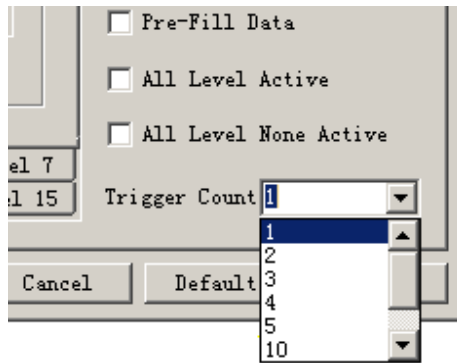 Pre-Fill Data
All Level Active
All Level None Active
el 7
el 15
Trigger Count 1
1
2
3
4
5
10
Cancel
Default